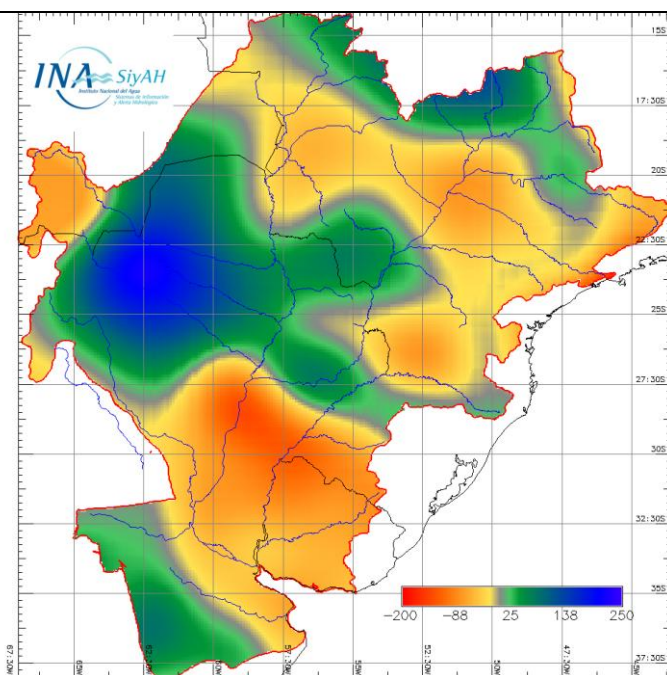 INA SiyAH
Instituto Nacional del Agua
Sistemas de Información
y Alerta Hidrológico
15S
17:30S
20S
22:30S
25S
27:30S
30S
32:30S
35S
37:30S
-200 -88 25 138 250
67:30W
65W
62:30W
57:30W
55W
52:30W
50W
47:30W